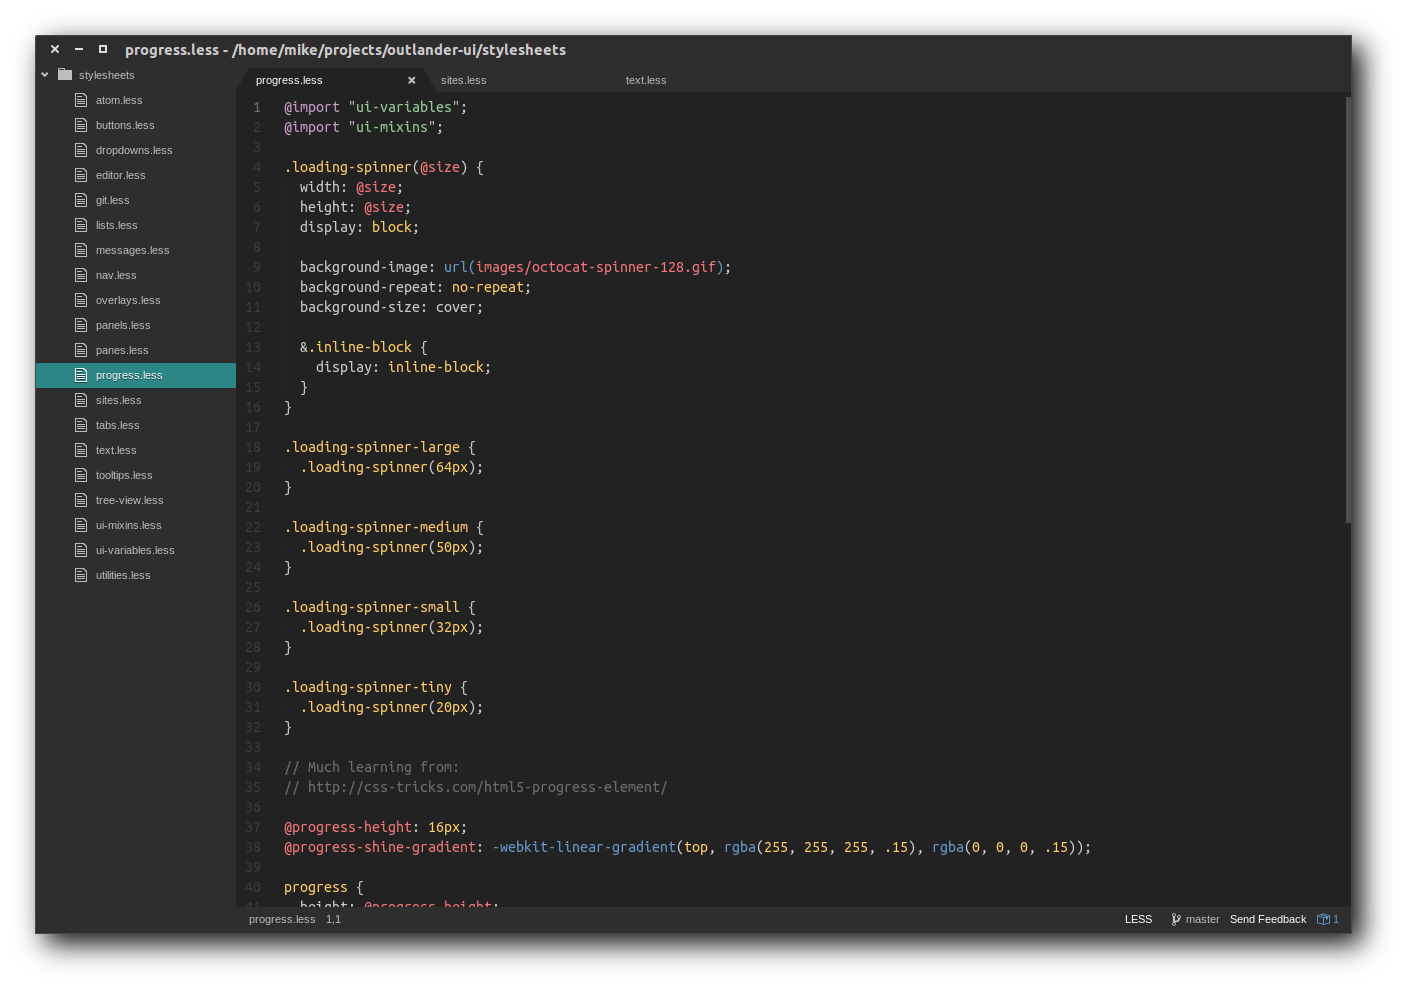 progress.less - /home/mike/projects/outlander-ui/stylesheets
stylesheets
atom.less
buttons.less
dropdowns.less
editor.less
git.less
lists.less
messages.less
nav.less
overlays.less
panels.less
panes.less
progress.less
sites.less
tabs.less
text.less
tooltips.less
tree-view.less
ui-mixins.less
ui-variables.less
utilities.less
progress.less sites.less text.less
1 @import "ui-variables";
2 @import "ui-mixins";
3
4 .loading-spinner(@size) {
5   width: @size;
6   height: @size;
7   display: block;
8
9   background-image: url(images/octocat-spinner-128.gif);
10   background-repeat: no-repeat;
11   background-size: cover;
12
13   &.inline-block {
14     display: inline-block;
15   }
16 }
17
18 .loading-spinner-large {
19   .loading-spinner(64px);
20 }
21
22 .loading-spinner-medium {
23   .loading-spinner(50px);
24 }
25
26 .loading-spinner-small {
27   .loading-spinner(32px);
28 }
29
30 .loading-spinner-tiny {
31   .loading-spinner(20px);
32 }
33
34 // Much learning from:
35 // http://css-tricks.com/html5-progress-element/
36
37 @progress-height: 16px;
38 @progress-shine-gradient: -webkit-linear-gradient(top, rgba(255, 255, 255, .15), rgba(0, 0, 0, .15));
39
40 progress {
41   height: @progress-height;
progress.less 1,1 LESS master Send Feedback 1